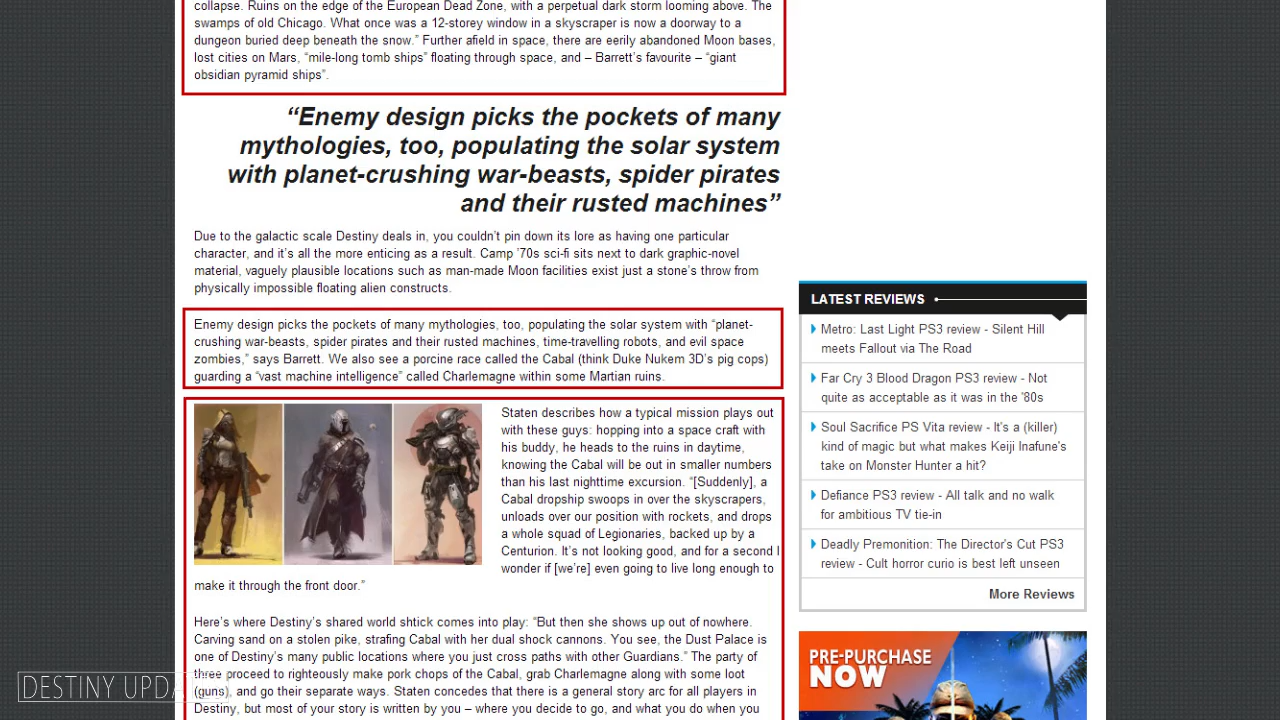 collapse. Ruins on the edge of the European Dead Zone, with a perpetual dark storm looming above. The
swamps of old Chicago. What once was a 12-storey window in a skyscraper is now a doorway to a
dungeon buried deep beneath the snow.” Further afield in space, there are eerily abandoned Moon bases,
lost cities on Mars, “mile-long tomb ships” floating through space, and – Barrett’s favourite – “giant
obsidian pyramid ships”.
“Enemy design picks the pockets of many
mythologies, too, populating the solar system
with planet-crushing war-beasts, spider pirates
and their rusted machines”
Due to the galactic scale Destiny deals in, you couldn’t pin down its lore as having one particular
character, and it’s all the more enticing as a result. Camp ’70s sci-fi sits next to dark graphic-novel
material, vaguely plausible locations such as man-made Moon facilities exist just a stone’s throw from
physically impossible floating alien constructs.
Enemy design picks the pockets of many mythologies, too, populating the solar system with “planet-
crushing war-beasts, spider pirates and their rusted machines, time-travelling robots, and evil space
zombies,” says Barrett. We also see a porcine race called the Cabal (think Duke Nukem 3D’s pig cops)
guarding a “vast machine intelligence” called Charlemagne within some Martian ruins.
Staten describes how a typical mission plays out
with these guys: hopping into a space craft with
his buddy, he heads to the ruins in daytime,
knowing the Cabal will be out in smaller numbers
than his last nighttime excursion. “[Suddenly], a
Cabal dropship swoops in over the skyscrapers,
unloads over our position with rockets, and drops
a whole squad of Legionaries, backed up by a
Centurion. It’s not looking good, and for a second I
wonder if [we’re] even going to live long enough to
make it through the front door.”
Here’s where Destiny’s shared world shtick comes into play: “But then she shows up out of nowhere.
Carving sand on a stolen pike, strafing Cabal with her dual shock cannons. You see, the Dust Palace is
one of Destiny’s many public locations where you just cross paths with other Guardians.” The party of
three proceed to righteously make pork chops of the Cabal, grab Charlemagne along with some loot
(guns), and go their separate ways. Staten concedes that there is a general story arc for all players in
Destiny, but most of your story is written by you – where you decide to go, and what you do when you
LATEST REVIEWS
Metro: Last Light PS3 review - Silent Hill
meets Fallout via The Road
Far Cry 3 Blood Dragon PS3 review - Not
quite as acceptable as it was in the '80s
Soul Sacrifice PS Vita review - It's a (killer)
kind of magic but what makes Keiji Inafune's
take on Monster Hunter a hit?
Defiance PS3 review - All talk and no walk
for ambitious TV tie-in
Deadly Premonition: The Director's Cut PS3
review - Cult horror curio is best left unseen
More Reviews
PRE-PURCHASE
NOW
DESTINY